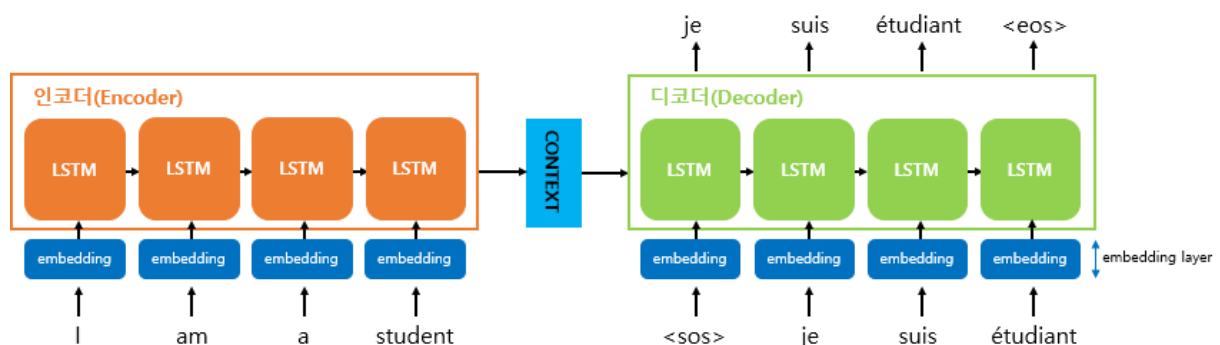 je suis étudiant <eos>
인코더(Encoder)
디코더(Decoder)
LSTM LSTM LSTM LSTM
CONTEXT
LSTM LSTM LSTM LSTM
embedding embedding embedding embedding
embedding embedding embedding embedding
embedding layer
I am a student
<sos> je suis étudiant